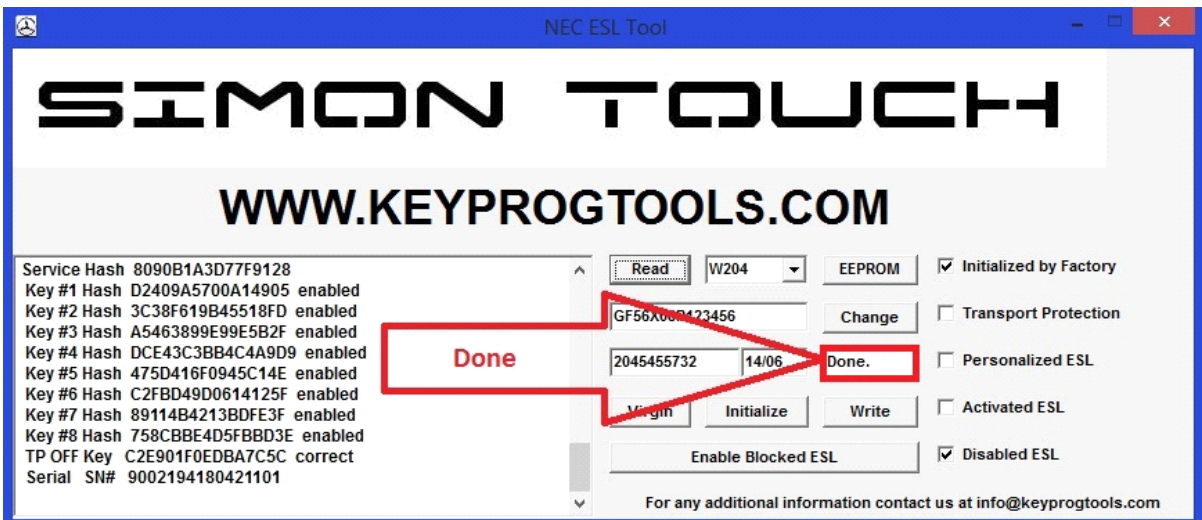 NEC ESL Tool
SIMON TOUCH
WWW.KEYPROGTOOLS.COM
Service Hash 8090B1A3D77F9128
Key #1 Hash D2409A5700A14905 enabled
Key #2 Hash 3C38F619B45518FD enabled
Key #3 Hash A5463899E99E5B2F enabled
Key #4 Hash DCE43C3BB4C4A9D9 enabled
Key #5 Hash 475D416F0945C14E enabled
Key #6 Hash C2FBD49D0614125F enabled
Key #7 Hash 89114B4213BDFE3F enabled
Key #8 Hash 758CBBE4D5FBBD3E enabled
TP OFF Key C2E901F0EDBA7C5C correct
Serial SN# 9002194180421101
Read W204 EEPROM
Change
Done
2045455732 14/06 Done.
Virgin Initialize Write
Enable Blocked ESL
Initialized by Factory
Transport Protection
Personalized ESL
Activated ESL
Disabled ESL
For any additional information contact us at info@keyprogtools.com